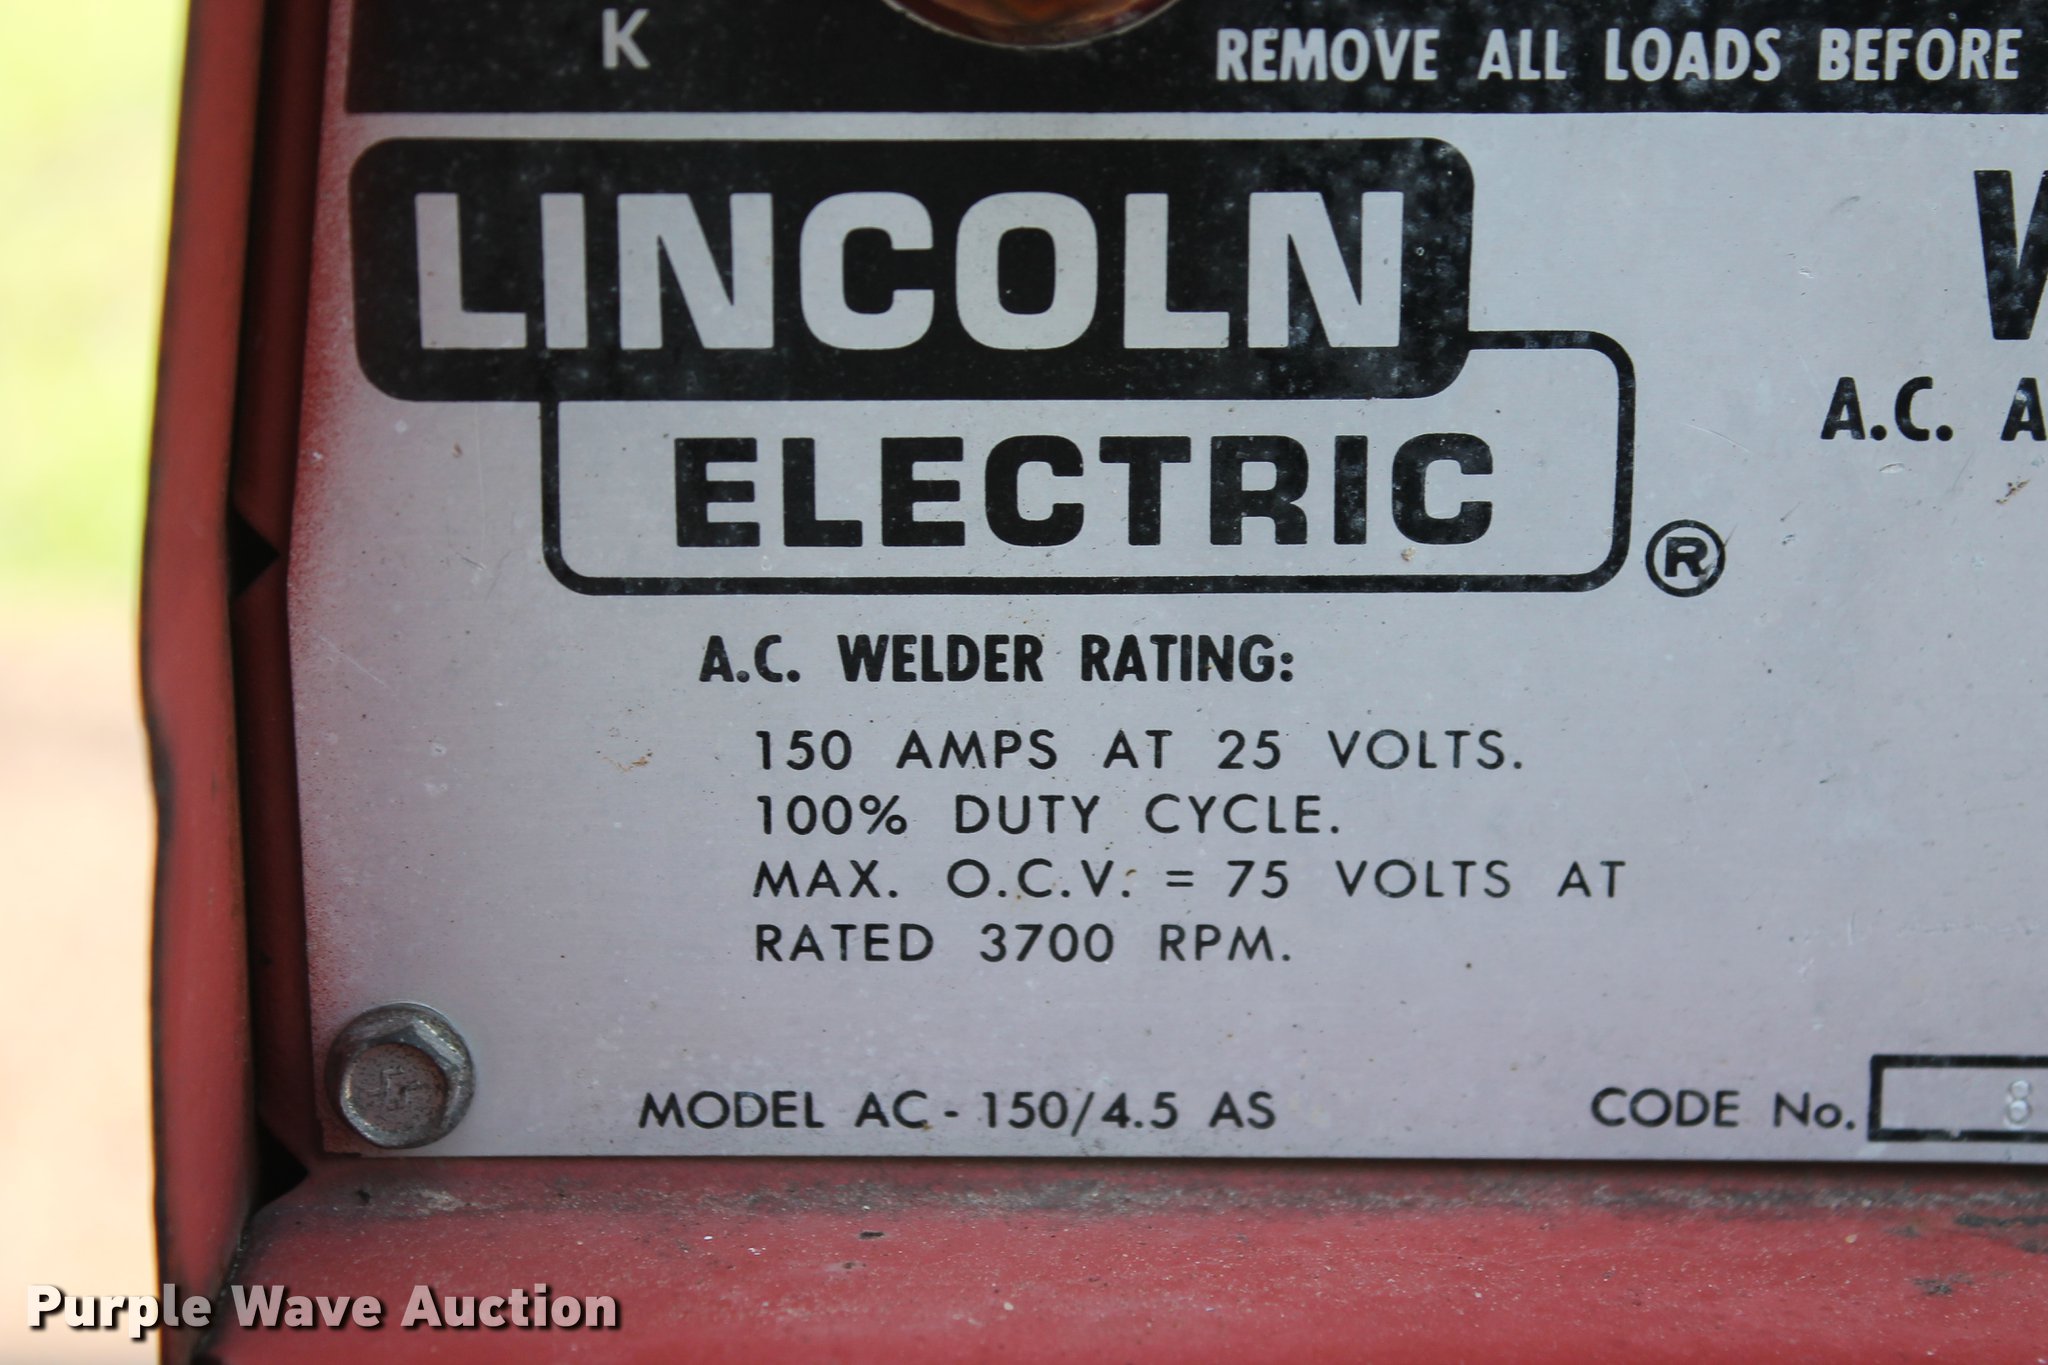 K
REMOVE ALL LOADS BEFORE
LINCOLN
ELECTRIC
®
A.C.
A.C. WELDER RATING:
150 AMPS AT 25 VOLTS.
100% DUTY CYCLE.
MAX. O.C.V. = 75 VOLTS AT
RATED 3700 RPM.
MODEL AC-150/4.5 AS
CODE No. 8
Purple Wave Auction